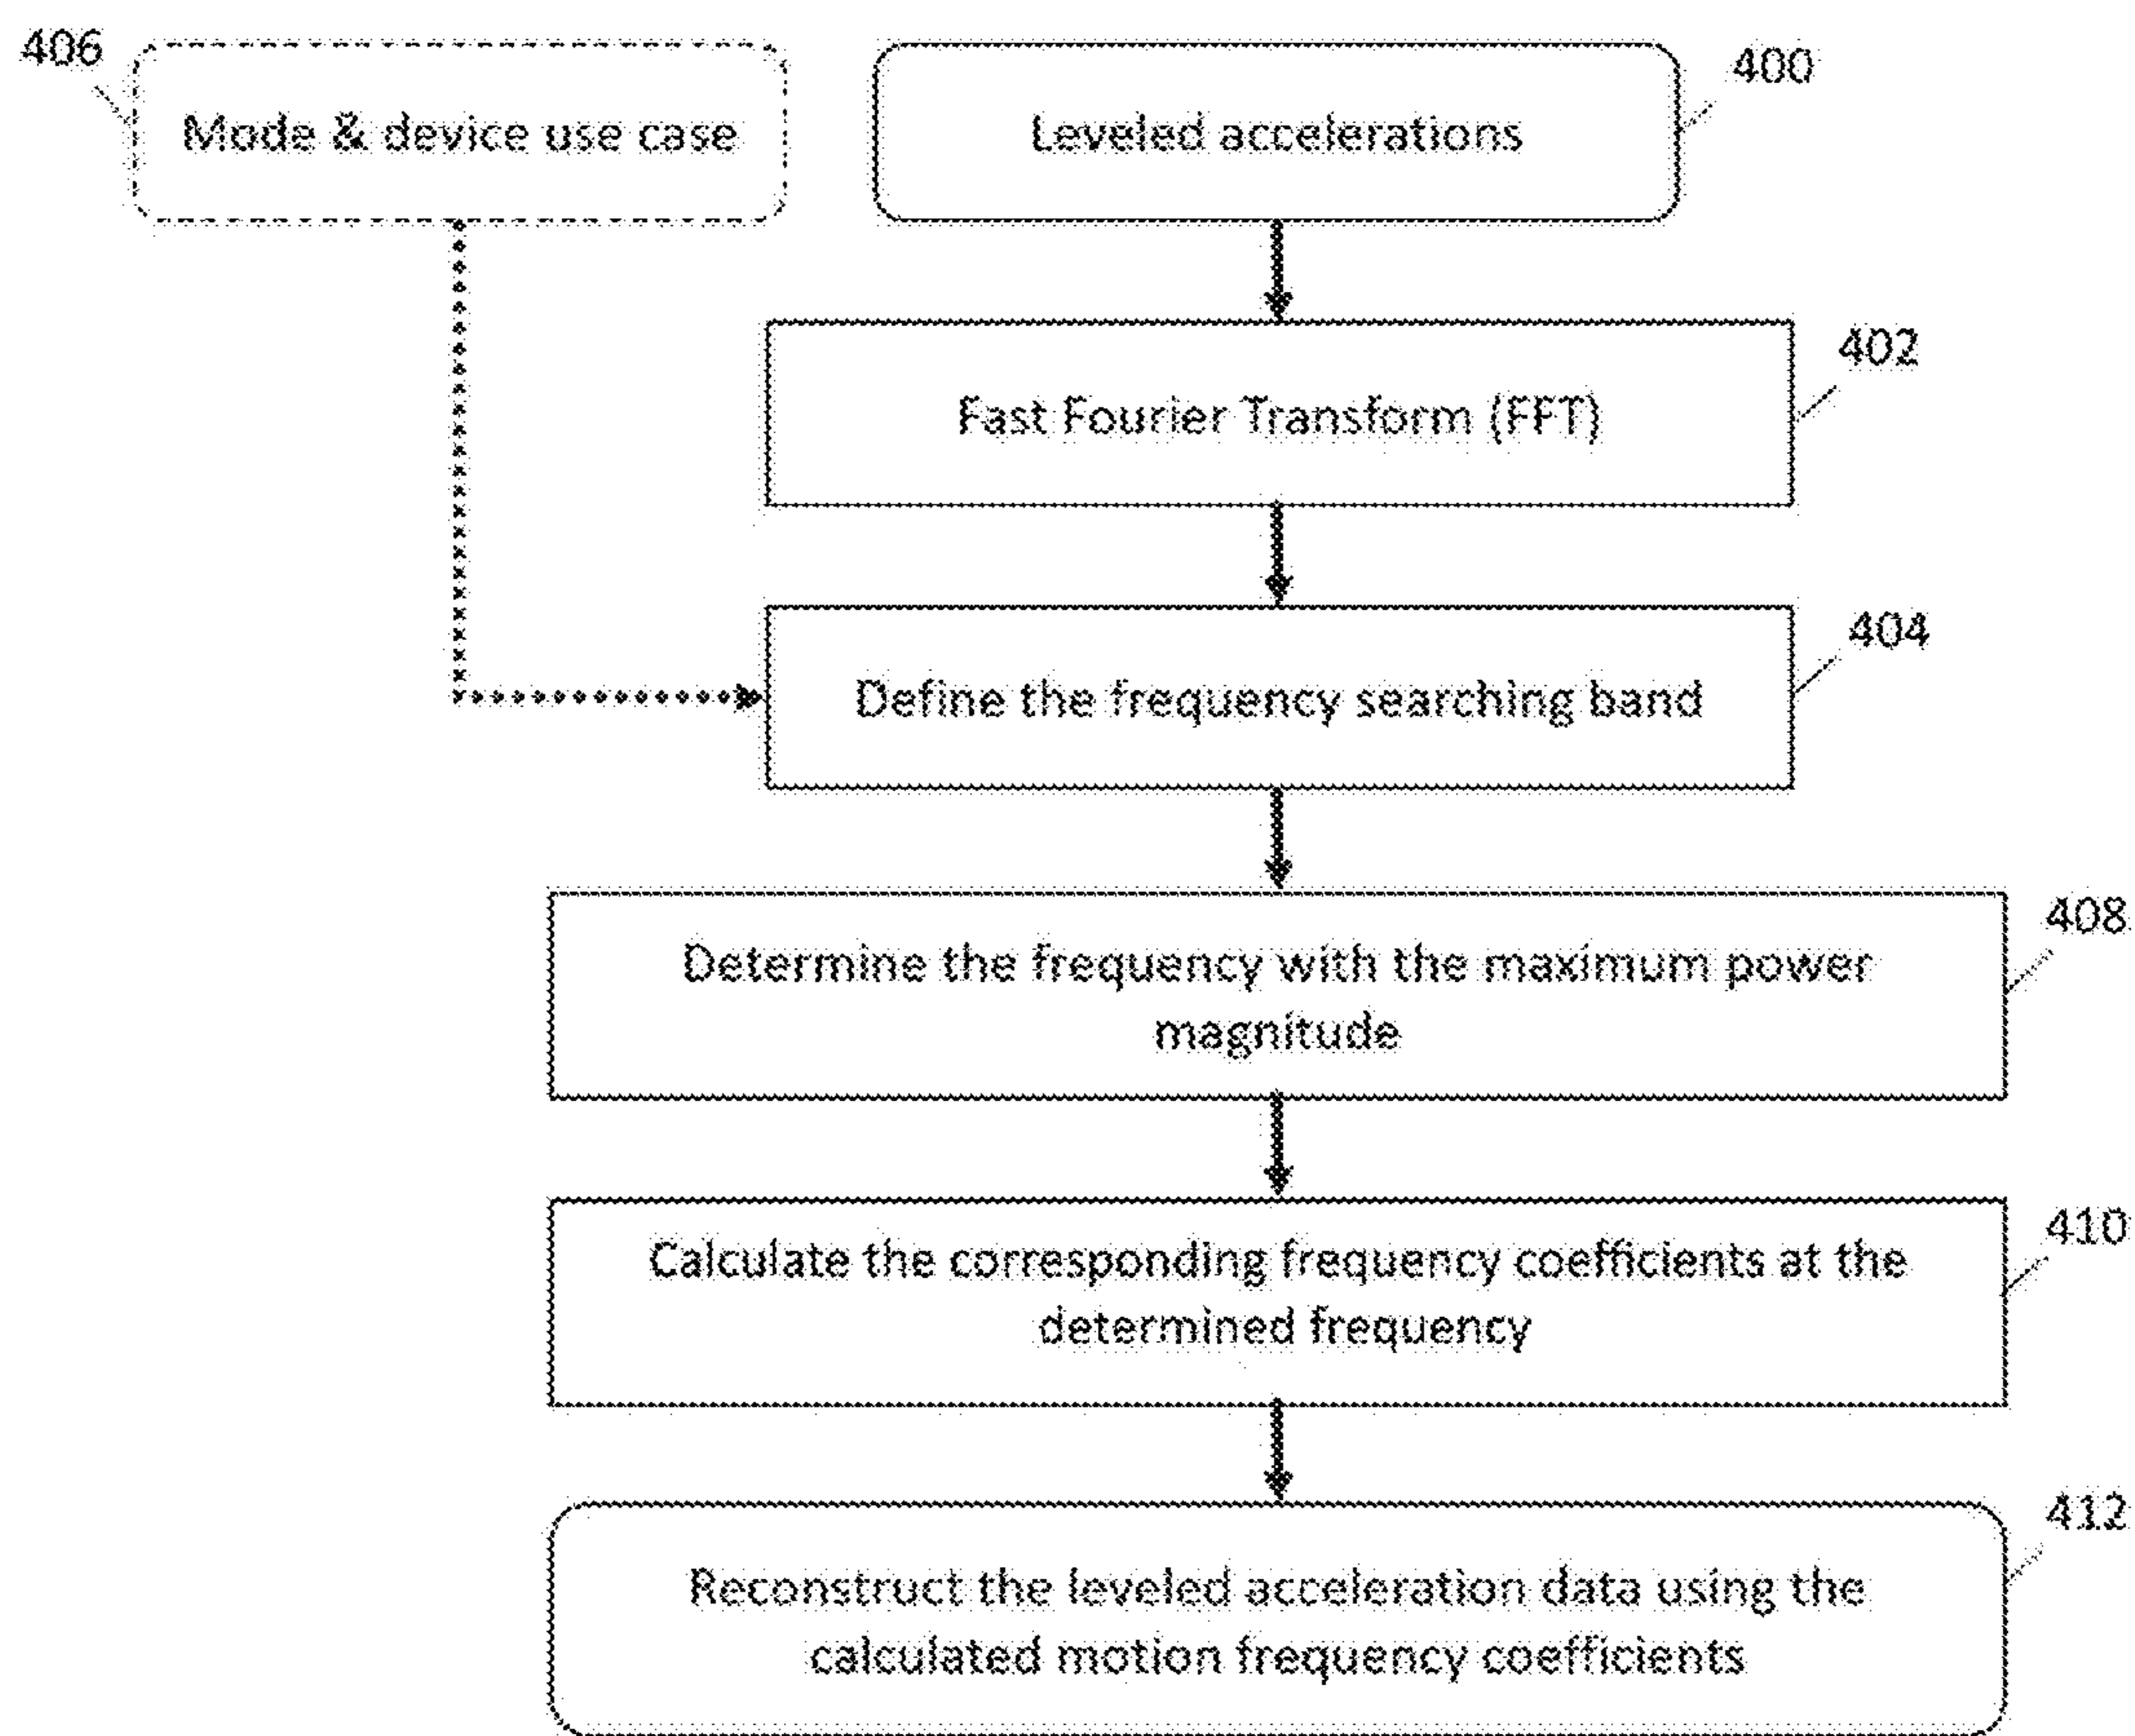 406
Mode & device use case
Leveled accelerations
400
Fast Fourier Transform (FFT)
402
Define the frequency searching band
404
Determine the frequency with the maximum power
magnitude
408
Calculate the corresponding frequency coefficients at the
determined frequency
410
Reconstruct the leveled acceleration data using the
calculated motion frequency coefficients
412